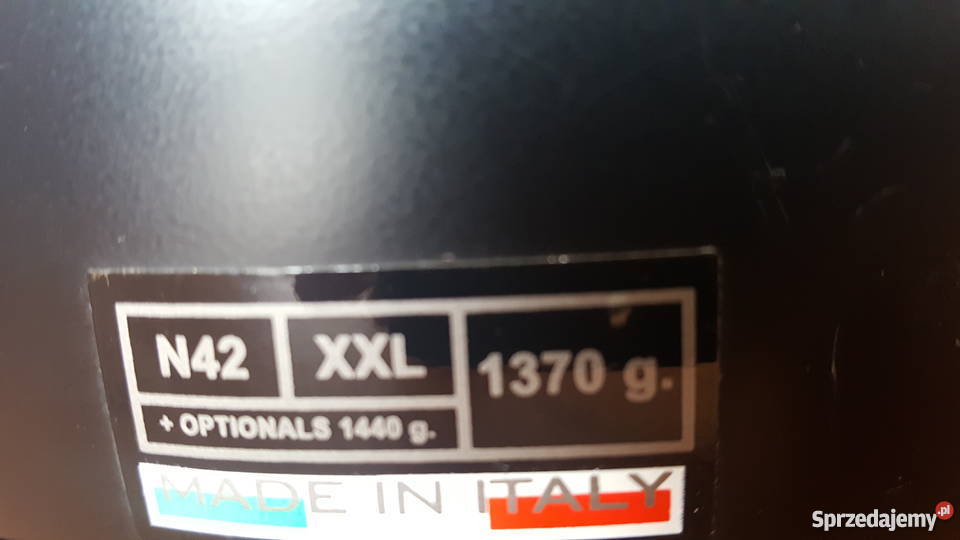 N42 XXL 1370 g.
+ OPTIONALS 1440 g.
MADE IN ITALY
Sprzedajemy.pl